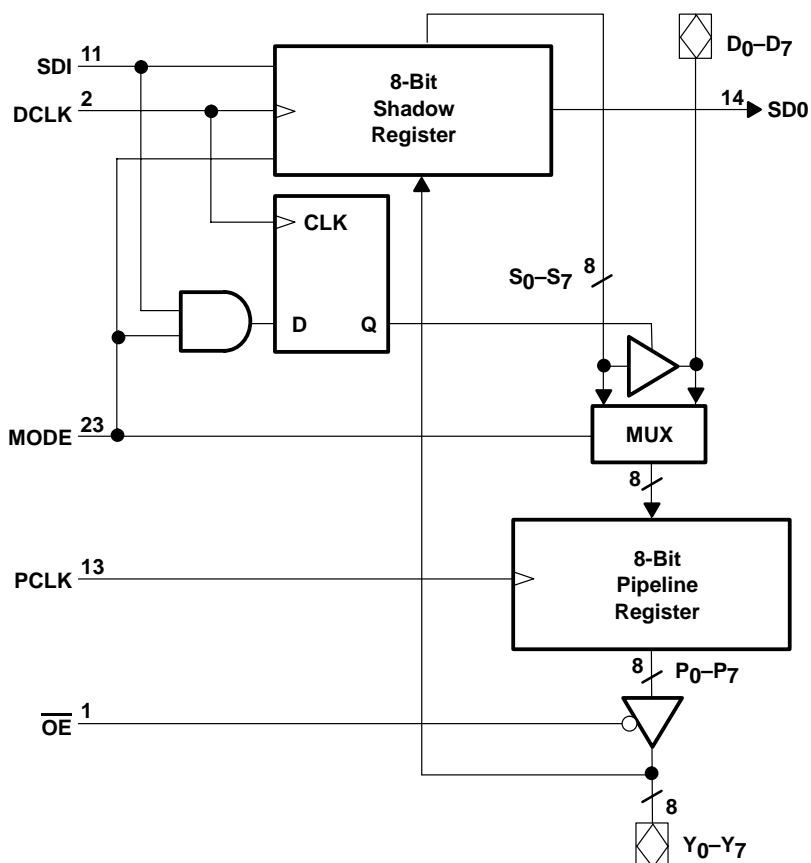 D0–D7
SDI 11
8-Bit
Shadow
Register
14 SD0
DCLK 2
CLK
S0–S7 8
D Q
MODE 23
MUX
8
PCLK 13
8-Bit
Pipeline
Register
8 P0–P7
OE 1
8
Y0–Y7